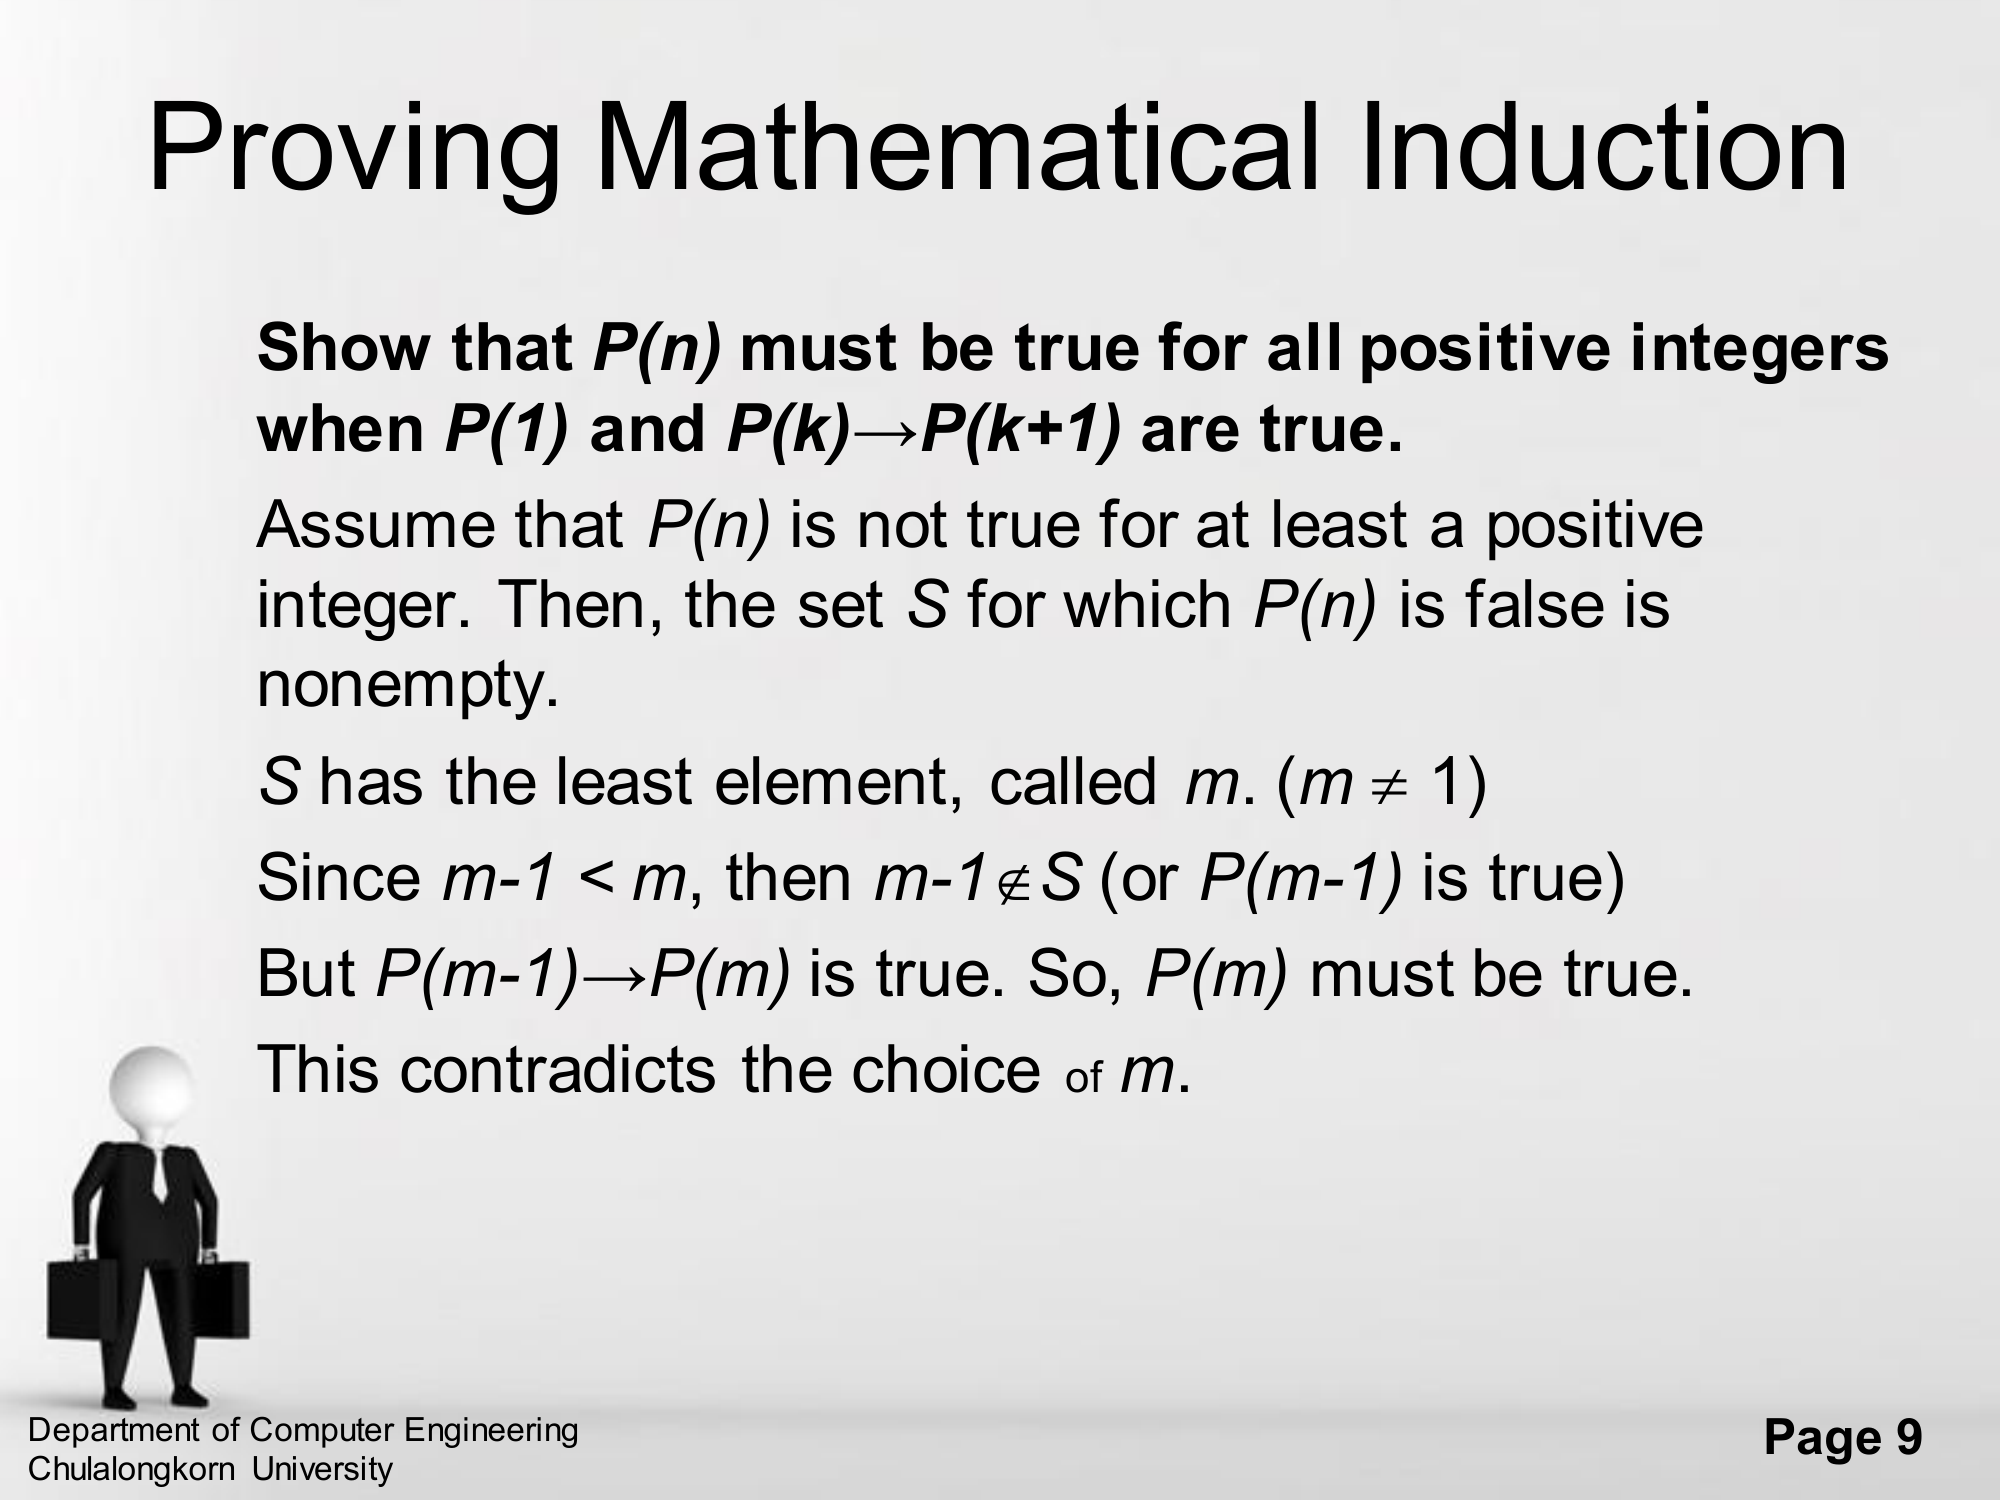 Proving Mathematical Induction
Show that P(n) must be true for all positive integers
when P(1) and P(k)→P(k+1) are true.
Assume that P(n) is not true for at least a positive
integer. Then, the set S for which P(n) is false is
nonempty.
S has the least element, called m. (m ≠ 1)
Since m-1 < m, then m-1∉S (or P(m-1) is true)
But P(m-1)→P(m) is true. So, P(m) must be true.
This contradicts the choice of m.
Department of Computer Engineering
Chulalongkorn University
Page 9